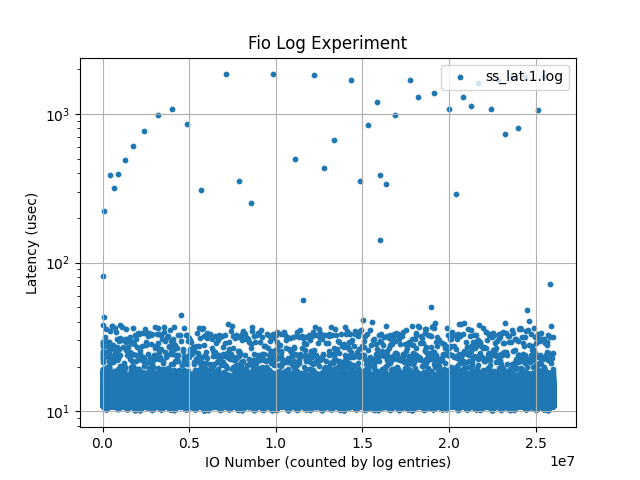 Fio Log Experiment
ss_lat.1.log
Latency (usec)
10³
10²
10¹
0.0 0.5 1.0 1.5 2.0 2.5
1e7
IO Number (counted by log entries)